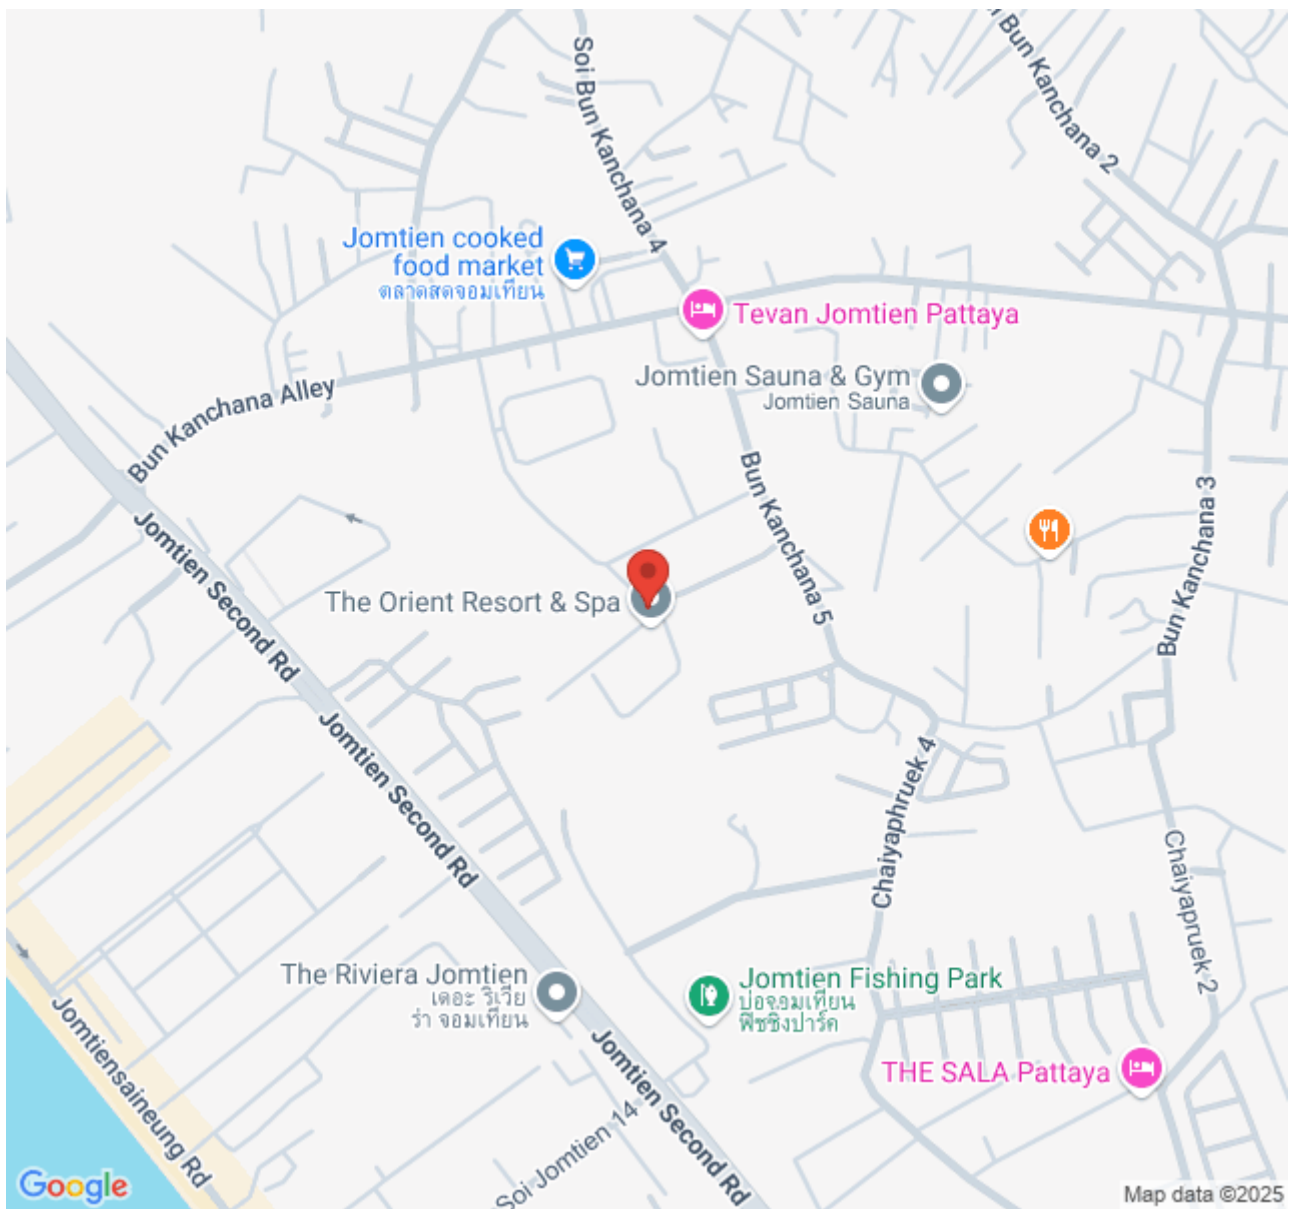 Soi Bun Kanchana 4
Bun Kanchana 2
Jomtien cooked
food market
ตลาดสดจอมเทียน
Tevan Jomtien Pattaya
Jomtien Sauna & Gym
Jomtien Sauna
Bun Kanchana Alley
Bun Kanchana 5
Bun Kanchana 3
Jomtien Second Rd
The Orient Resort & Spa
Jomtien Second Rd
Chaiyaphruek 4
Chaiyapruek 2
The Riviera Jomtien
เดอะ ริเวีย
ร่า จอมเทียน
Jomtien Fishing Park
บ่อจอมเทียน
ฟิชชิ่งปาร์ค
Jomtiensaineung Rd
Jomtien Second Rd
THE SALA Pattaya
Soi Jomtien 14
Google
Map data ©2025